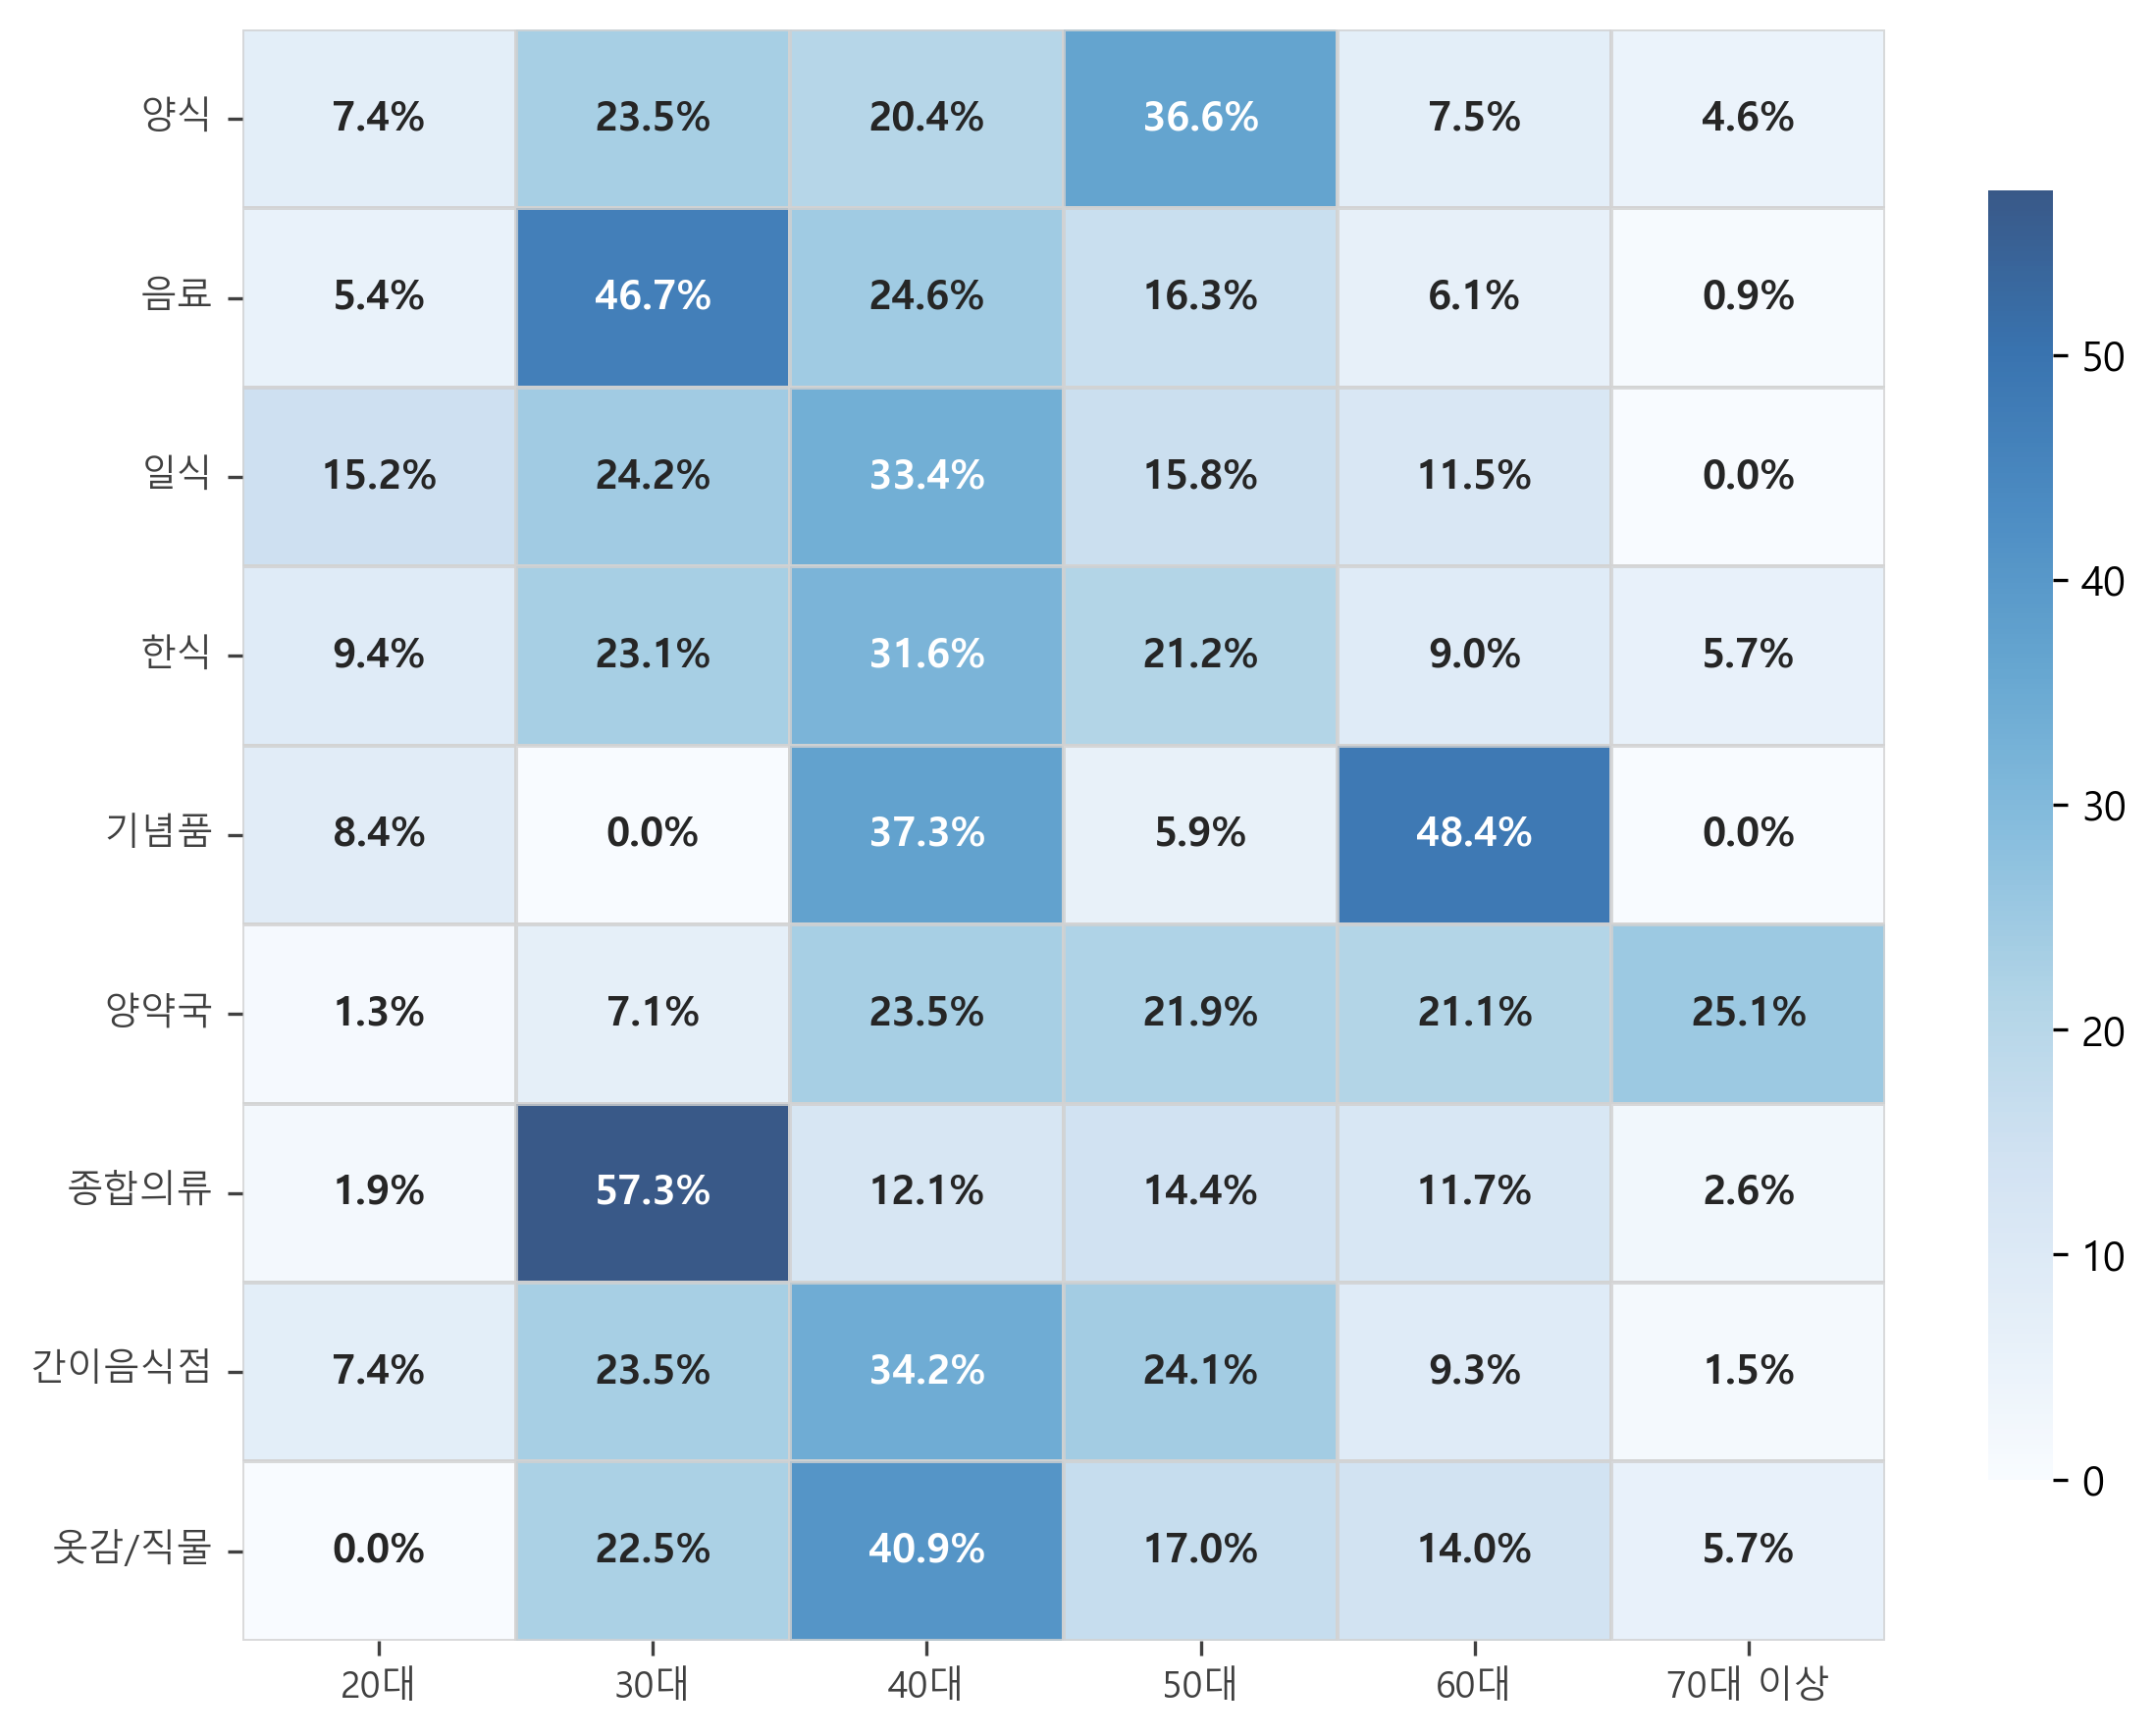 양식 7.4% 23.5% 20.4% 36.6% 7.5% 4.6%
음료 5.4% 46.7% 24.6% 16.3% 6.1% 0.9%
일식 15.2% 24.2% 33.4% 15.8% 11.5% 0.0%
한식 9.4% 23.1% 31.6% 21.2% 9.0% 5.7%
기념품 8.4% 0.0% 37.3% 5.9% 48.4% 0.0%
양약국 1.3% 7.1% 23.5% 21.9% 21.1% 25.1%
종합의류 1.9% 57.3% 12.1% 14.4% 11.7% 2.6%
간이음식점 7.4% 23.5% 34.2% 24.1% 9.3% 1.5%
옷감/직물 0.0% 22.5% 40.9% 17.0% 14.0% 5.7%
20대 30대 40대 50대 60대 70대 이상
50
40
30
20
10
0